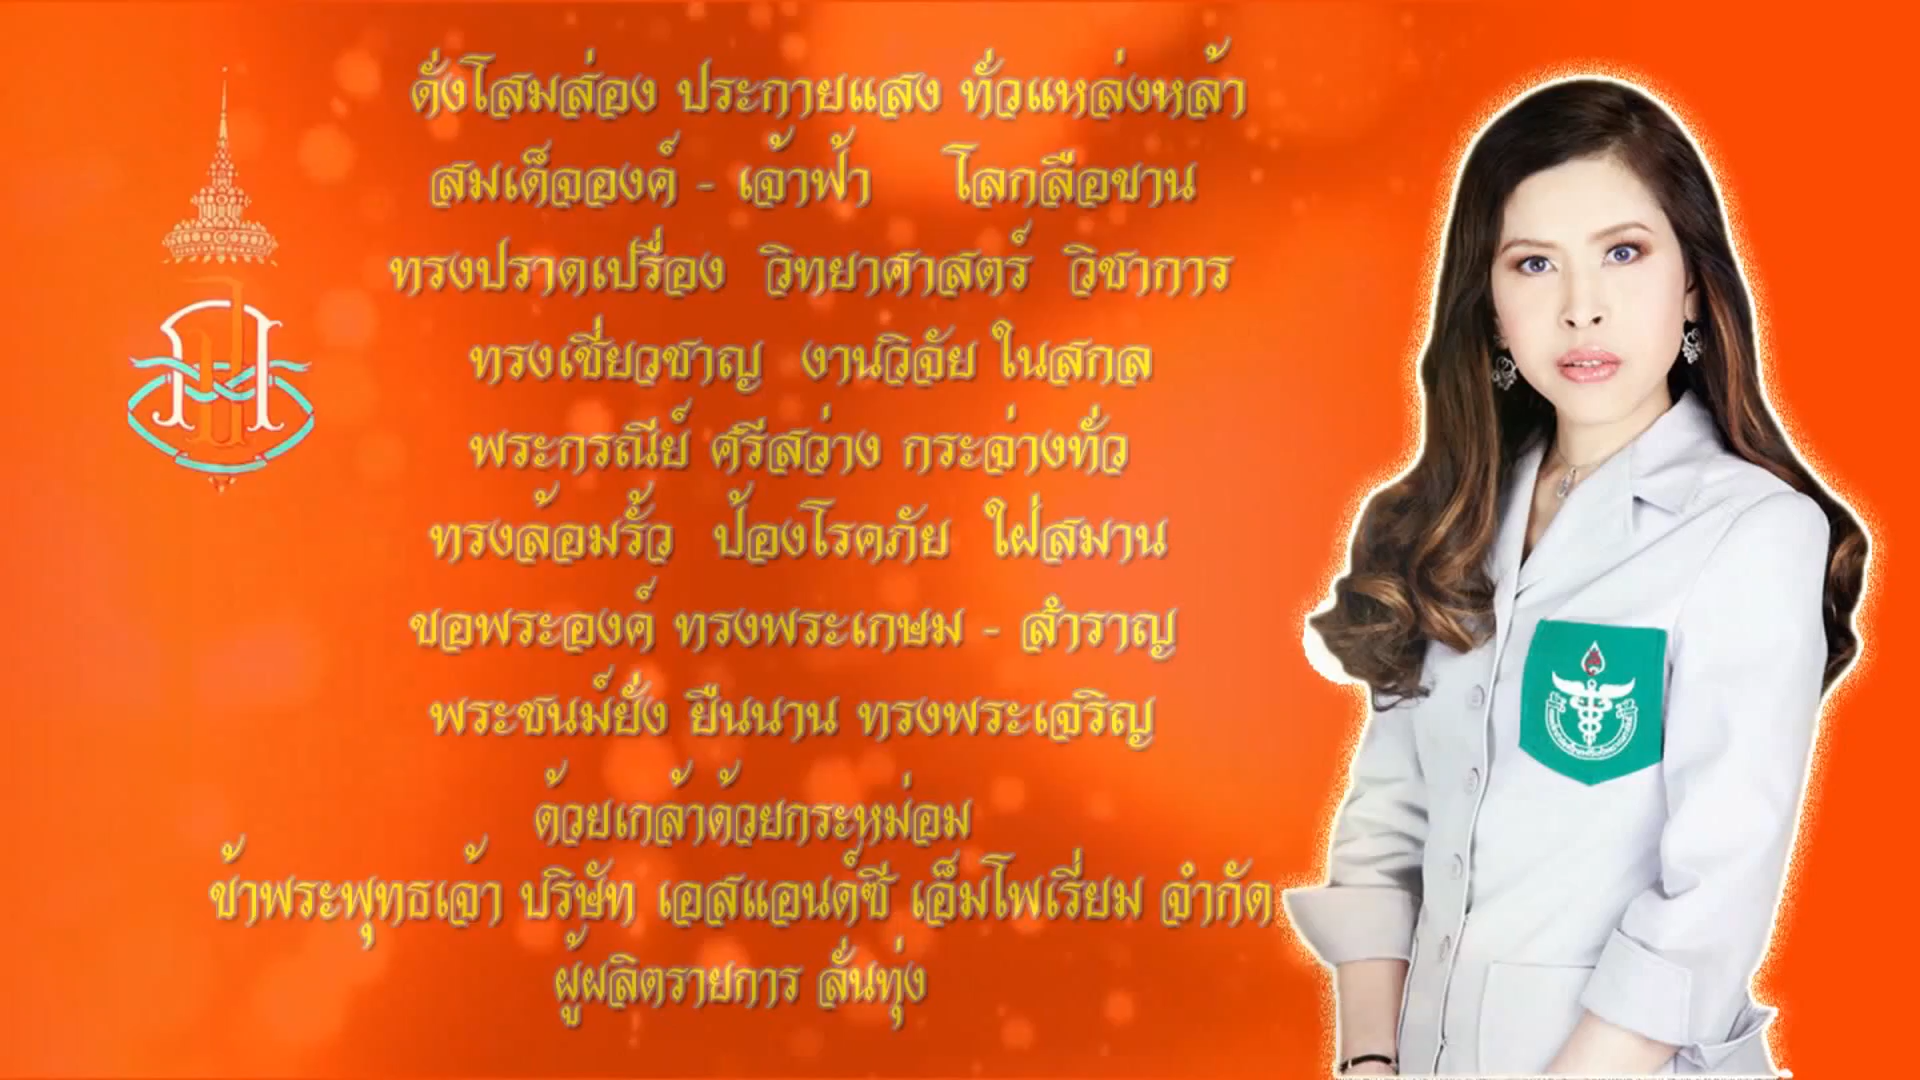 ดั่งโสมส่อง ประกายแสง ทั่วแหล่งหล้า
สมเด็จองค์ - เจ้าฟ้า โลกลือชาน
ทรงปราดเปรื่อง วิทยาศาสตร์ วิชาการ
ทรงเชี่ยวชาญ งานวิจัย ในสกล
พระกรณีย์ ศรีสว่าง กระจ่างทั่ว
ทรงล้อมรั้ว ป้องโรคภัย ใฝ่สมาน
ขอพระองค์ ทรงพระเกษม - สำราญ
พระชนม์ยั่ง ยืนนาน ทรงพระเจริญ
ด้วยเกล้าด้วยกระหม่อม
ข้าพระพุทธเจ้า บริษัท เอสแอนด์ซี เอ็มโพเรี่ยม จำกัด
ผู้ผลิตรายการ ลั่นทุ่ง